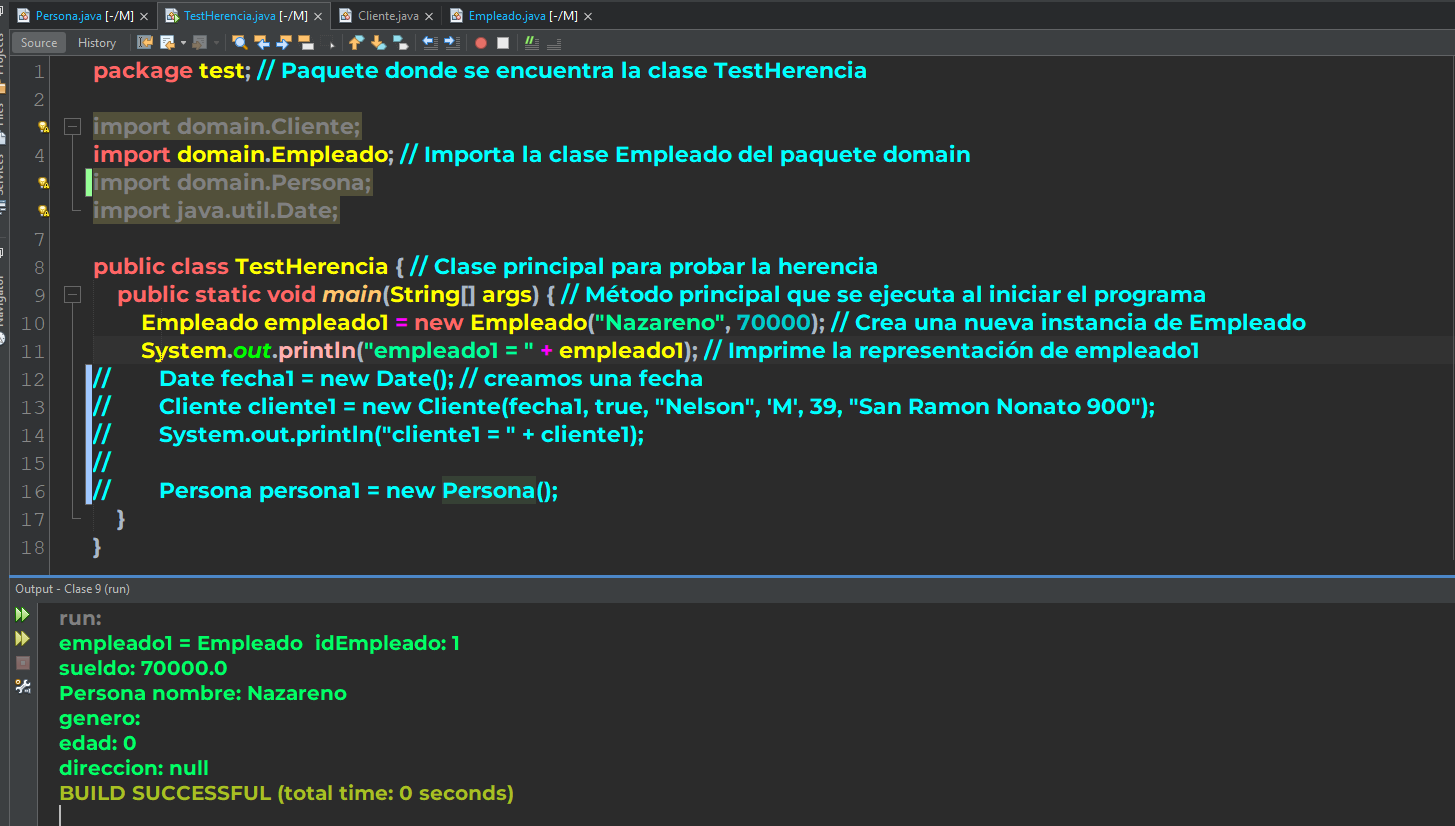 Persona.java [-/M] × TestHerencia.java [-/M] × Cliente.java × Empleado.java [-/M] ×
Source History
1 package test; // Paquete donde se encuentra la clase TestHerencia
2
import domain.Cliente;
4 import domain.Empleado; // Importa la clase Empleado del paquete domain
import domain.Persona;
import java.util.Date;
7
8 public class TestHerencia { // Clase principal para probar la herencia
9 public static void main(String[] args) { // Método principal que se ejecuta al iniciar el programa
10 Empleado empleado1 = new Empleado("Nazareno", 70000); // Crea una nueva instancia de Empleado
11 System.out.println("empleado1 = " + empleado1); // Imprime la representación de empleado1
12 // Date fecha1 = new Date(); // creamos una fecha
13 // Cliente cliente1 = new Cliente(fecha1, true, "Nelson", 'M', 39, "San Ramon Nonato 900");
14 // System.out.println("cliente1 = " + cliente1);
15 //
16 // Persona persona1 = new Persona();
17 }
18 }
Output - Clase 9 (run)
run:
empleado1 = Empleado  idEmpleado: 1
sueldo: 70000.0
Persona nombre: Nazareno
genero:
edad: 0
direccion: null
BUILD SUCCESSFUL (total time: 0 seconds)